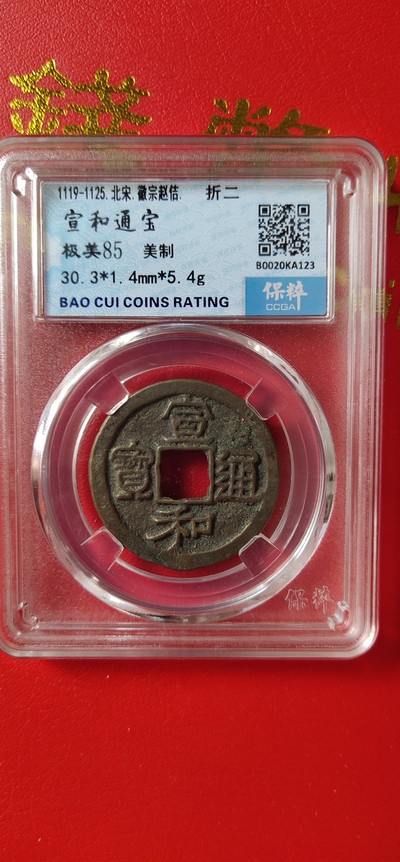 1119-1125.北宋.徽宗赵佶. 折二
宣和通宝
极美85 美制
30.3*1.4mm*5.4g
BAO CUI COINS RATING
B0020KA123
保粹
CCGA
宣
寶 通
和
保粹